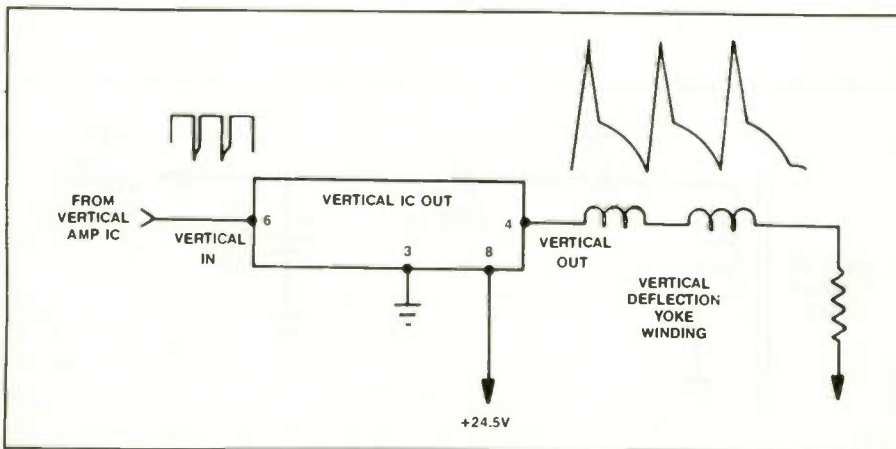 FROM
VERTICAL
AMP IC
VERTICAL
IN
6
VERTICAL IC OUT
3
8
4
VERTICAL
OUT
VERTICAL
DEFLECTION
YOKE
WINDING
+24.5V